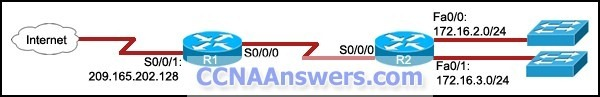 Internet
S0/0/1:
209.165.202.128
R1
S0/0/0
S0/0/0
R2
Fa0/0:
172.16.2.0/24
Fa0/1:
172.16.3.0/24
CCNAAnswers.com